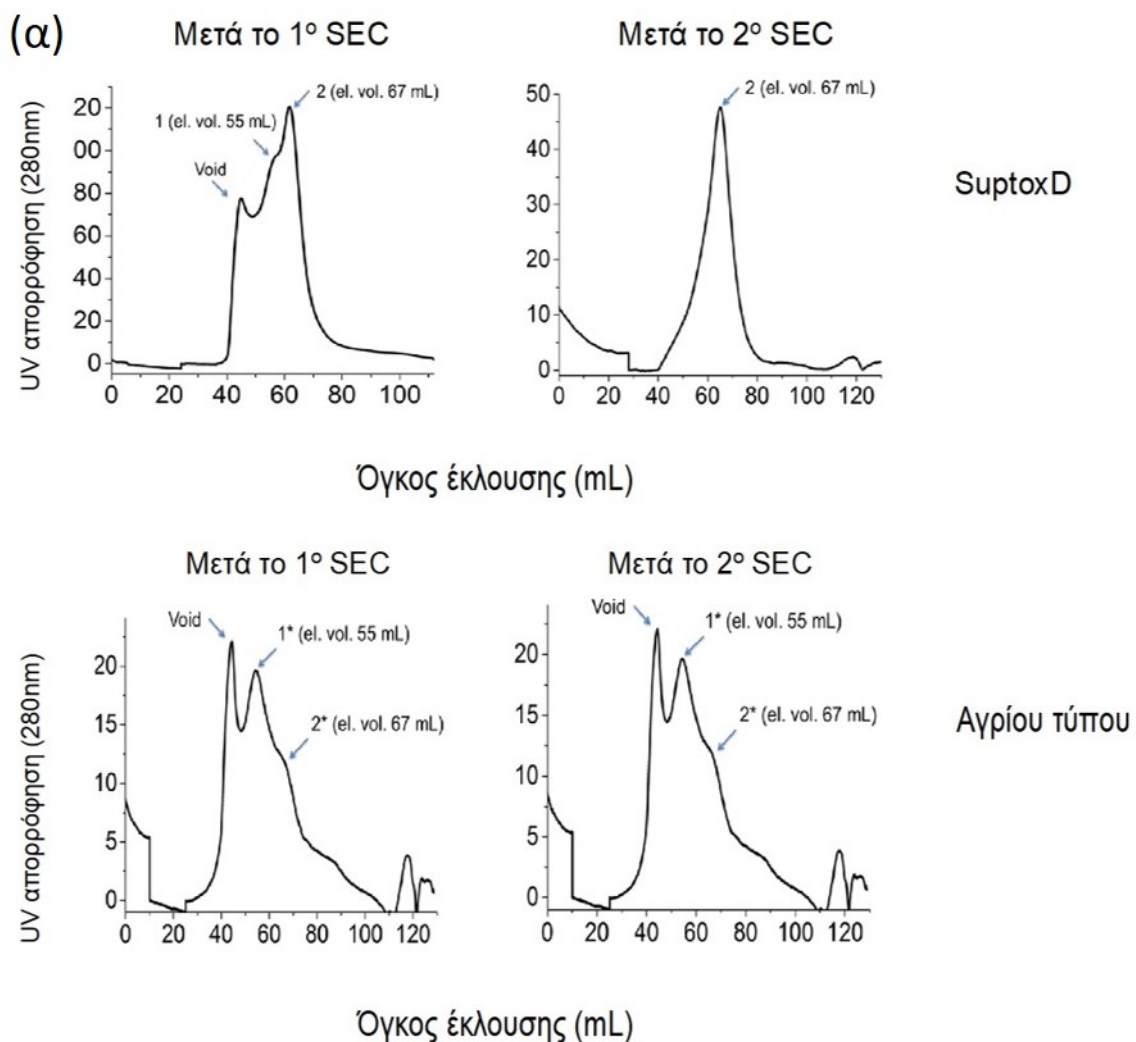 (α)
Μετά το 1º SEC
Μετά το 2º SEC
UV απορρόφηση (280nm)
20
00
80
60
40
20
0
0 20 40 60 80 100
Void
1 (el. vol. 55 mL)
2 (el. vol. 67 mL)
50
40
30
20
10
0
0 20 40 60 80 100 120
2 (el. vol. 67 mL)
SuptoxD
Όγκος έκλουσης (mL)
Μετά το 1º SEC
Μετά το 2º SEC
UV απορρόφηση (280nm)
20
15
10
5
0
0 20 40 60 80 100 120
Void
1* (el. vol. 55 mL)
2* (el. vol. 67 mL)
20
15
10
5
0
0 20 40 60 80 100 120
Void
1* (el. vol. 55 mL)
2* (el. vol. 67 mL)
Αγρίου τύπου
Όγκος έκλουσης (mL)